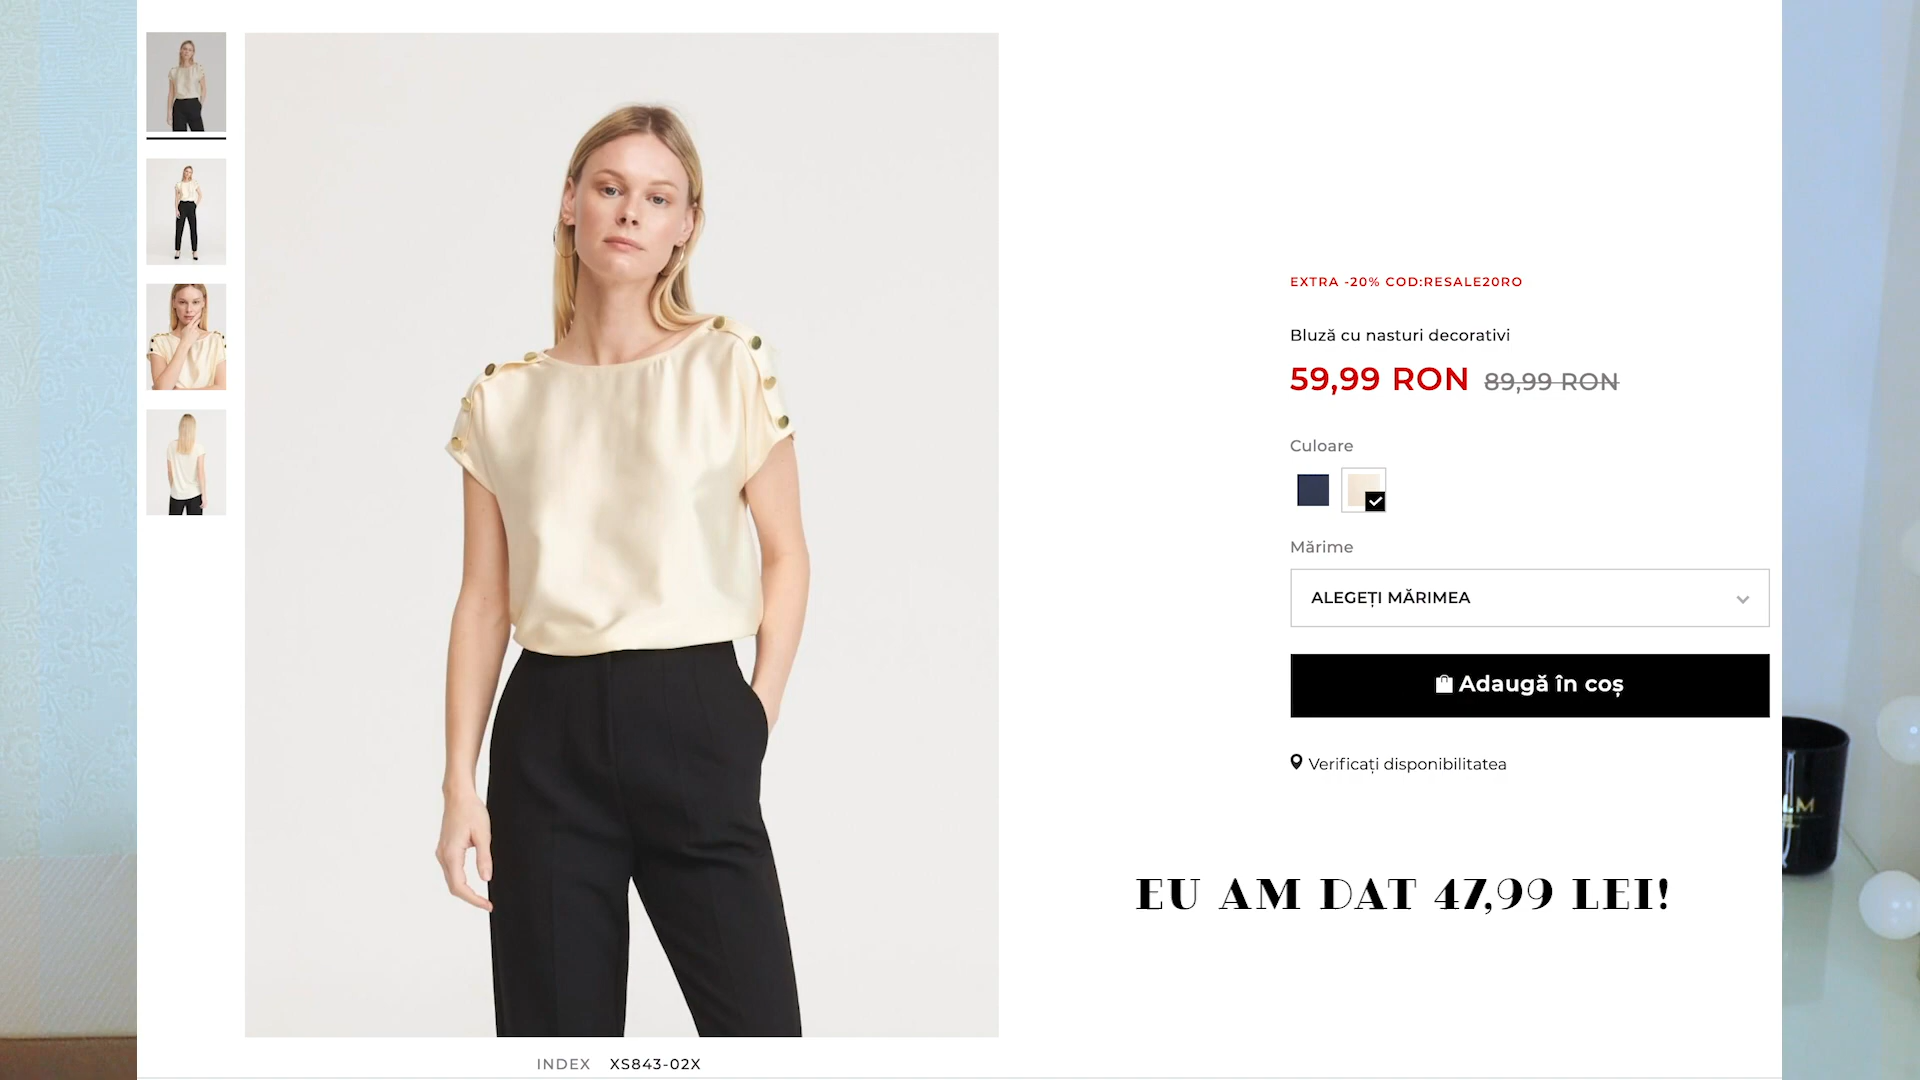 EXTRA -20% COD:RESALE20RO
Bluză cu nasturi decorativi
59,99 RON 89,99 RON
Culoare
Mărime
ALEGEȚI MĂRIMEA
Adaugă în coș
Verificați disponibilitatea
EU AM DAT 47,99 LEI!
INDEX XS843-02X